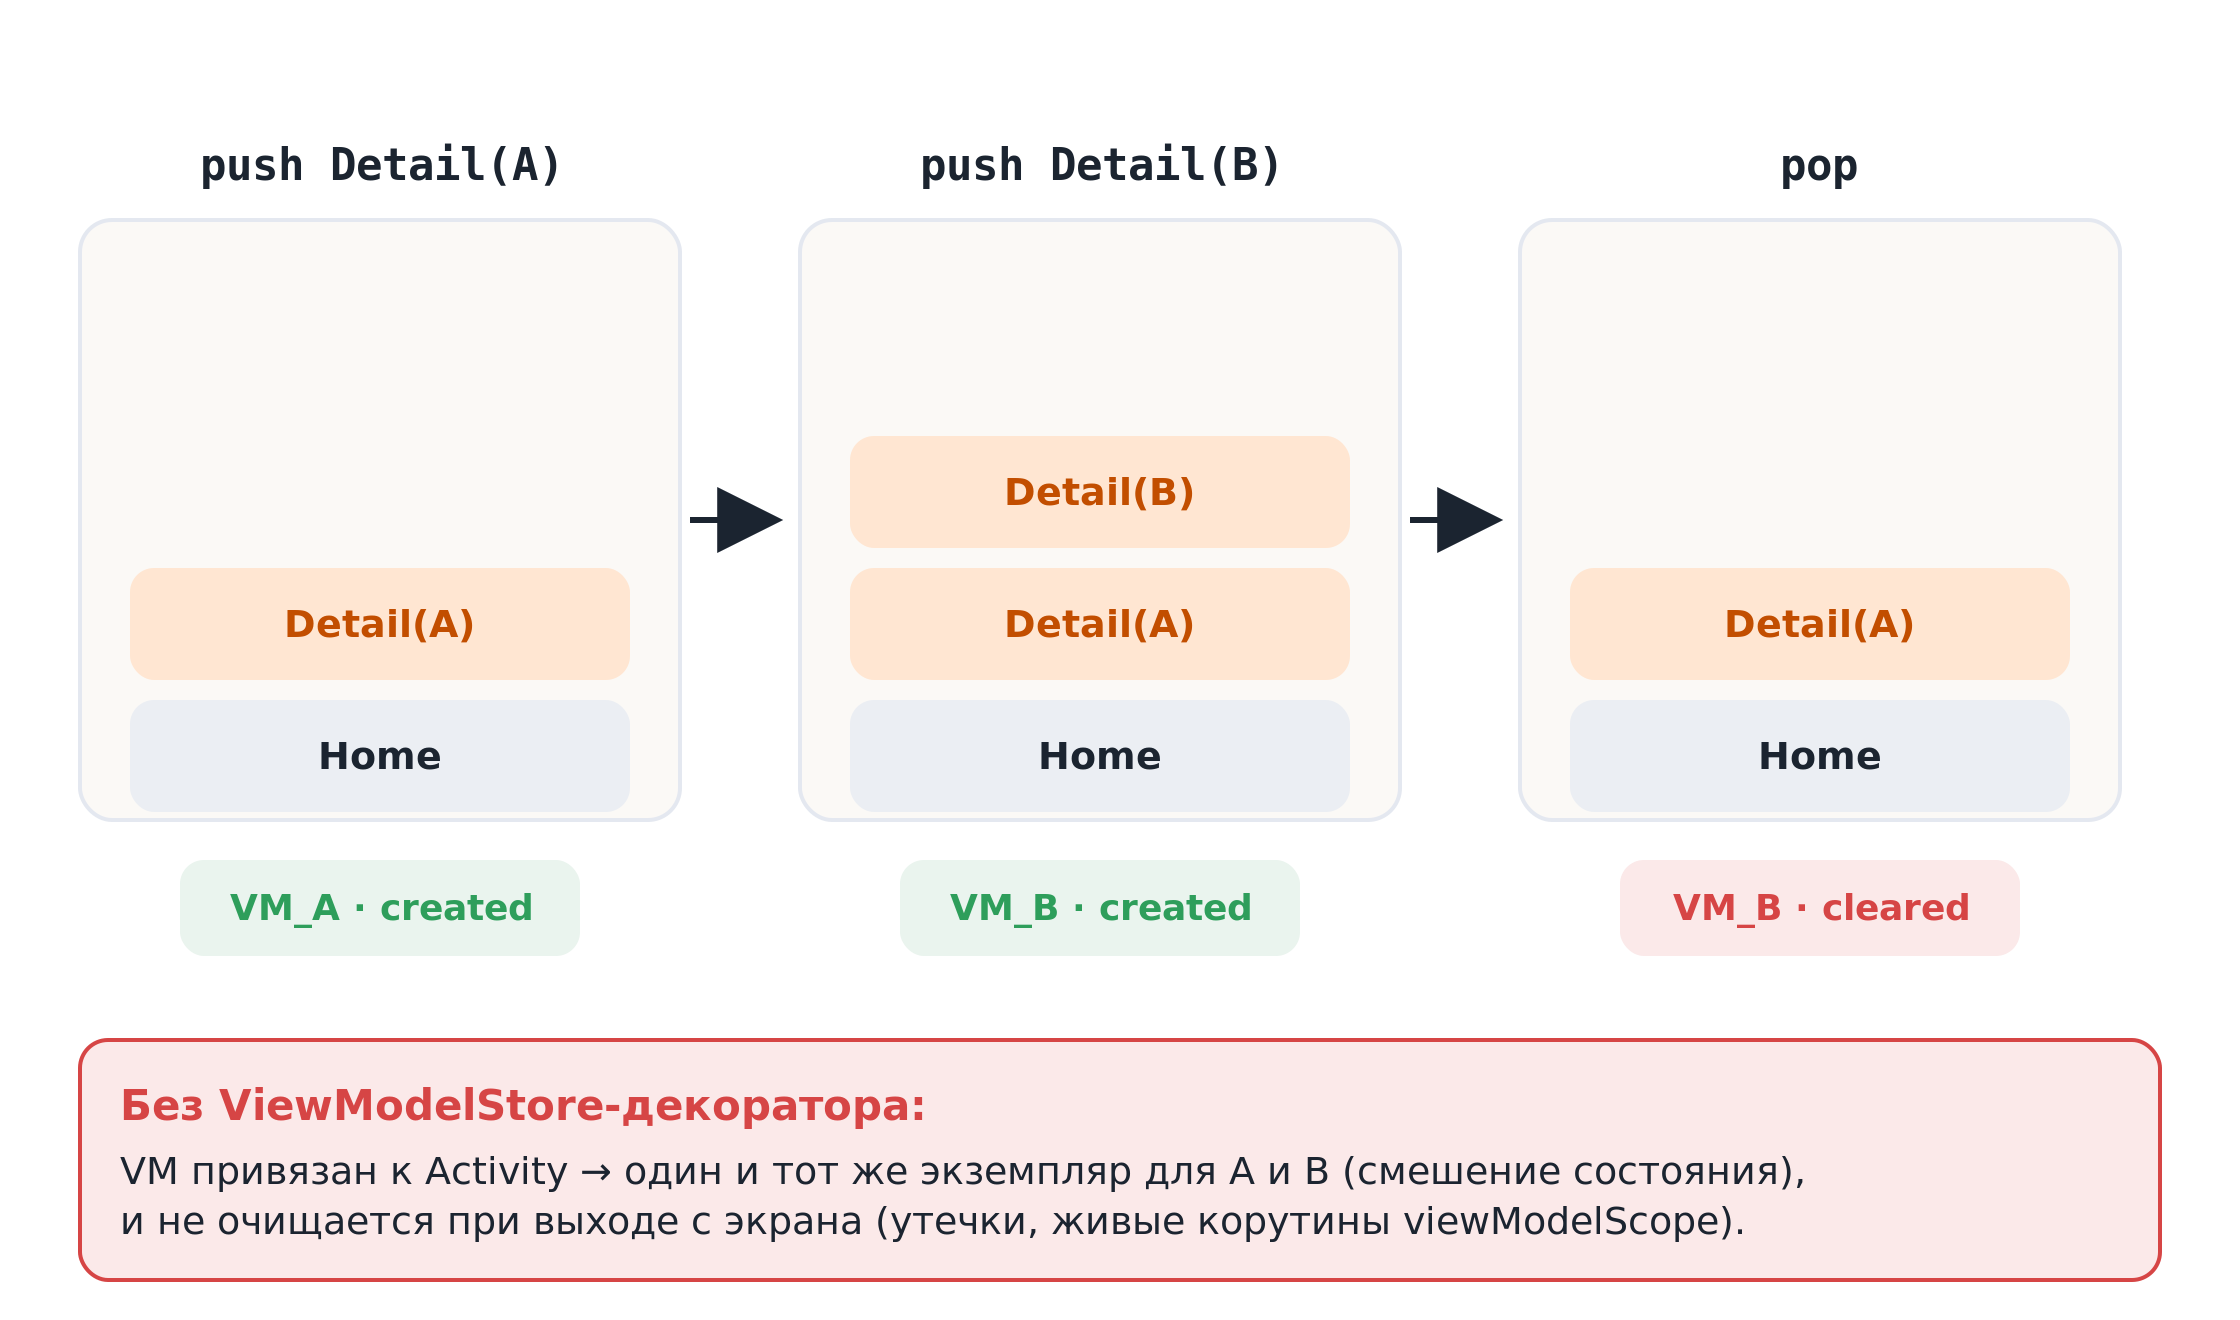 push Detail(A)
push Detail(B)
pop
Detail(B)
Detail(A)
Detail(A)
Detail(A)
Home
Home
Home
VM_A · created
VM_B · created
VM_B · cleared
Без ViewModelStore-декоратора:
VM привязан к Activity → один и тот же экземпляр для A и B (смешение состояния),
и не очищается при выходе с экрана (утечки, живые корутины viewModelScope).